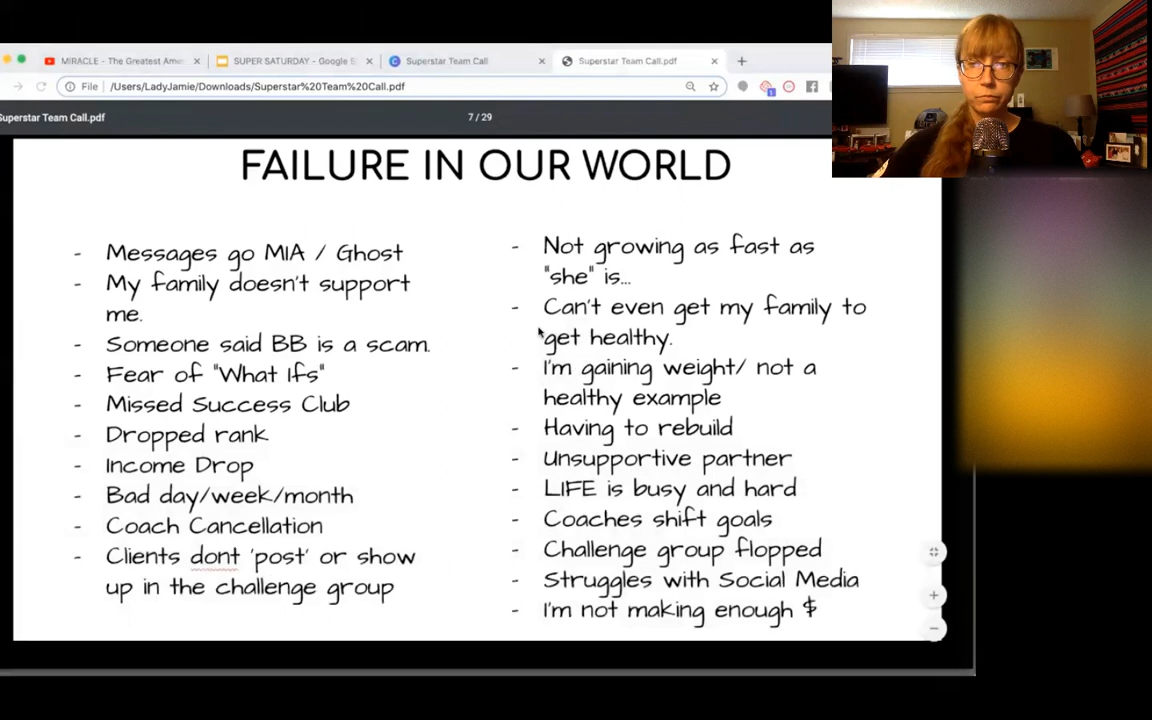 MIRACLE - The Greatest Ame
SUPER SATURDAY - Google S
Superstar Team Call
Superstar Team Call.pdf
File
/Users/LadyJamie/Downloads/Superstar%20Team%20Call.pdf
Superstar Team Call.pdf
7 / 29
FAILURE IN OUR WORLD
- Messages go MIA / Ghost
- My family doesn't support
me.
- Someone said BB is a scam.
- Fear of "What Ifs"
- Missed Success Club
- Dropped rank
- Income Drop
- Bad day/week/month
- Coach Cancellation
- Clients dont 'post' or show
up in the challenge group
- Not growing as fast as
"she" is...
- Can't even get my family to
get healthy.
- I'm gaining weight/ not a
healthy example
- Having to rebuild
- Unsupportive partner
- LIFE is busy and hard
- Coaches shift goals
- Challenge group flopped
- Struggles with Social Media
- I'm not making enough $